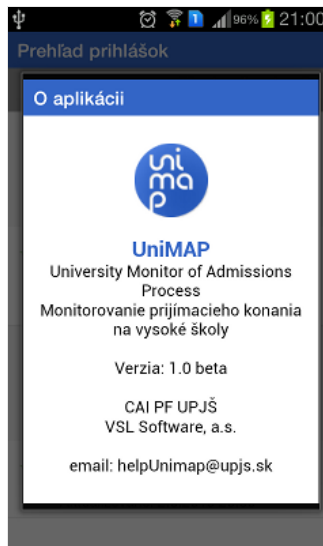 96% 21:00
Prehľad prihlášok
O aplikácii
uni
ma
p
UniMAP
University Monitor of Admissions
Process
Monitorovanie prijímacieho konania
na vysoké školy
Verzia: 1.0 beta
CAI PF UPJŠ
VSL Software, a.s.
email: helpUnimap@upjs.sk